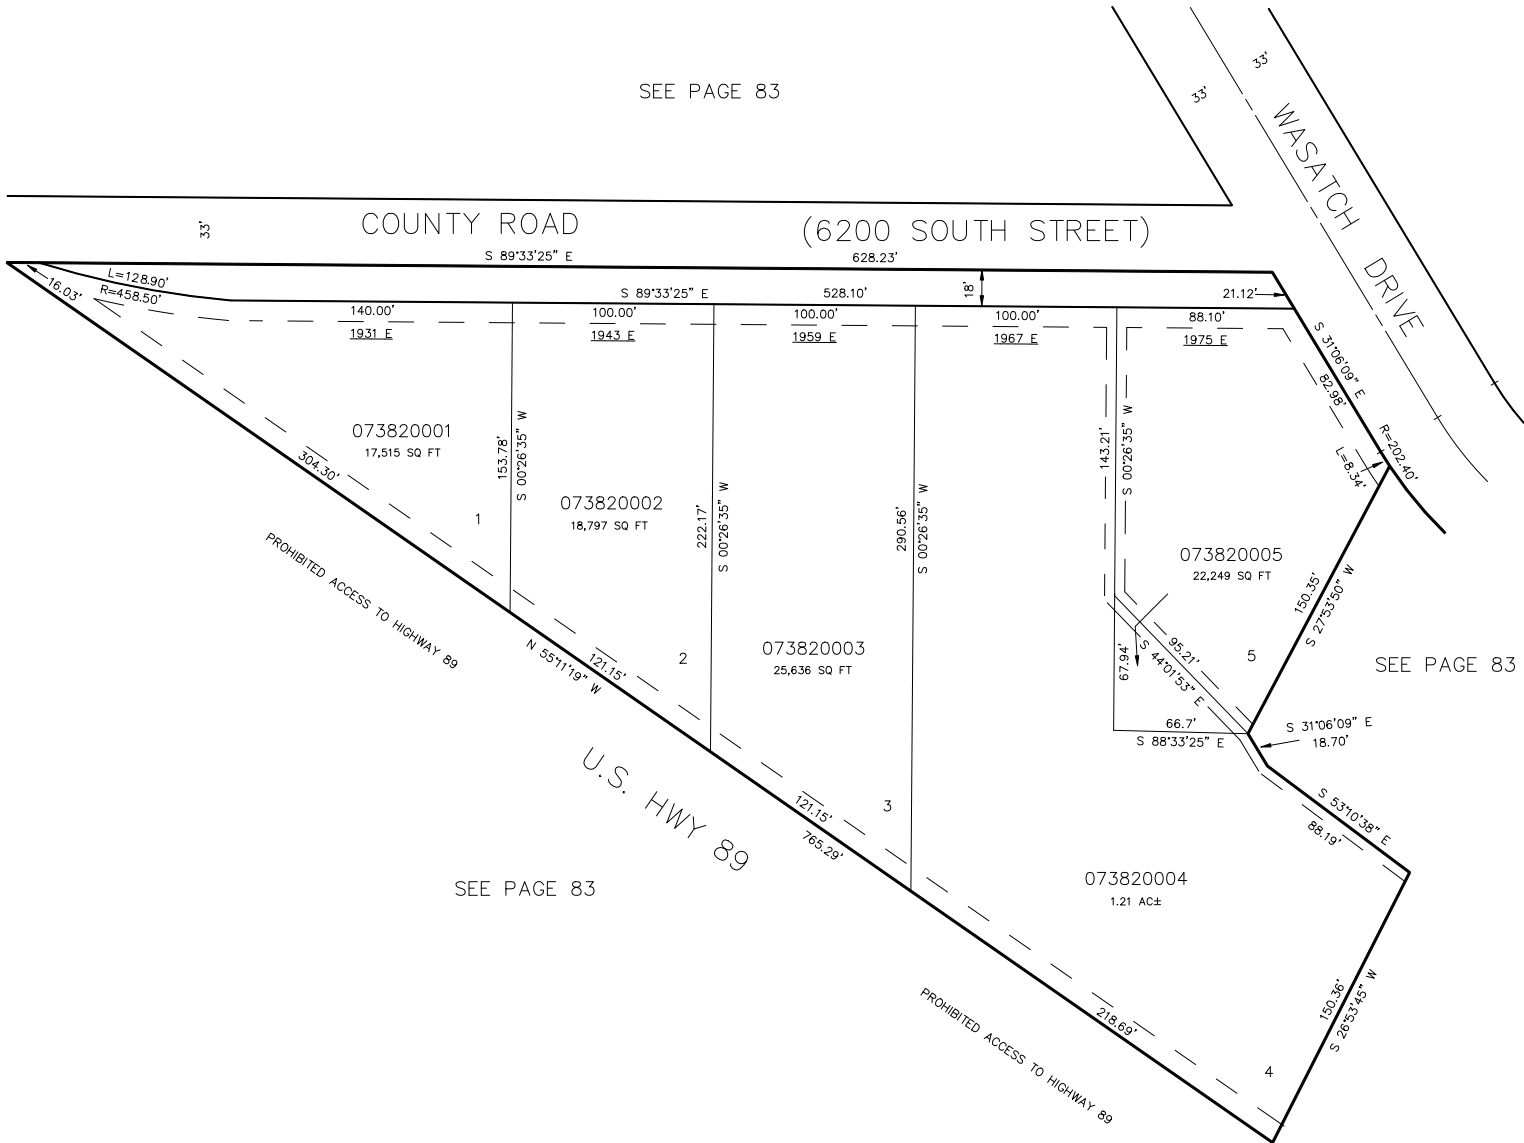 SEE PAGE 83
33'
33'
WASATCH DRIVE
33'
COUNTY ROAD
(6200 SOUTH STREET)
S 89°33'25" E
628.23'
16.03'
L=128.90'
R=458.50'
S 89°33'25" E
528.10'
18'
21.12'
140.00'
1931 E
100.00'
1943 E
100.00'
1959 E
100.00'
1967 E
88.10'
1975 E
S 31°06'09" E
82.98'
R=202.40'
L=8.34'
073820001
17,515 SQ FT
304.30'
153.78'
S 00°26'35" W
1
073820002
18,797 SQ FT
222.17'
S 00°26'35" W
2
290.56'
S 00°26'35" W
143.21'
S 00°26'35" W
073820005
22,249 SQ FT
150.35'
S 27°53'50" W
PROHIBITED ACCESS TO HIGHWAY 89
N 55°11'19" W
121.15'
073820003
25,636 SQ FT
67.94'
95.21'
S 44°01'53" E
5
SEE PAGE 83
66.7'
S 88°33'25" E
S 31°06'09" E
18.70'
U.S. HWY 89
121.15'
765.29'
3
S 53°10'38" E
88.19'
SEE PAGE 83
073820004
1.21 AC±
PROHIBITED ACCESS TO HIGHWAY 89
218.69'
150.36'
S 26°53'45" W
4